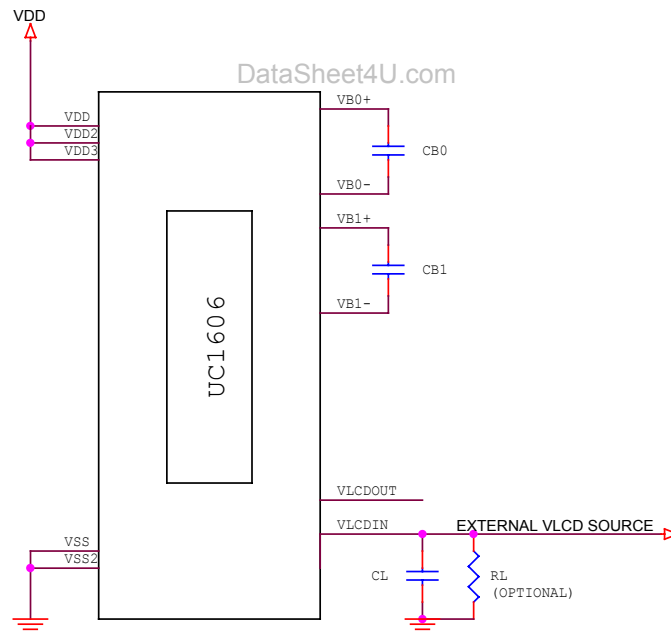 VDD
DataSheet4U.com
VDD
VDD2
VDD3
VB0+
CB0
VB0-
VB1+
CB1
VB1-
UC1606
VLCDOUT
VLCDIN
EXTERNAL VLCD SOURCE
VSS
VSS2
CL
RL
(OPTIONAL)